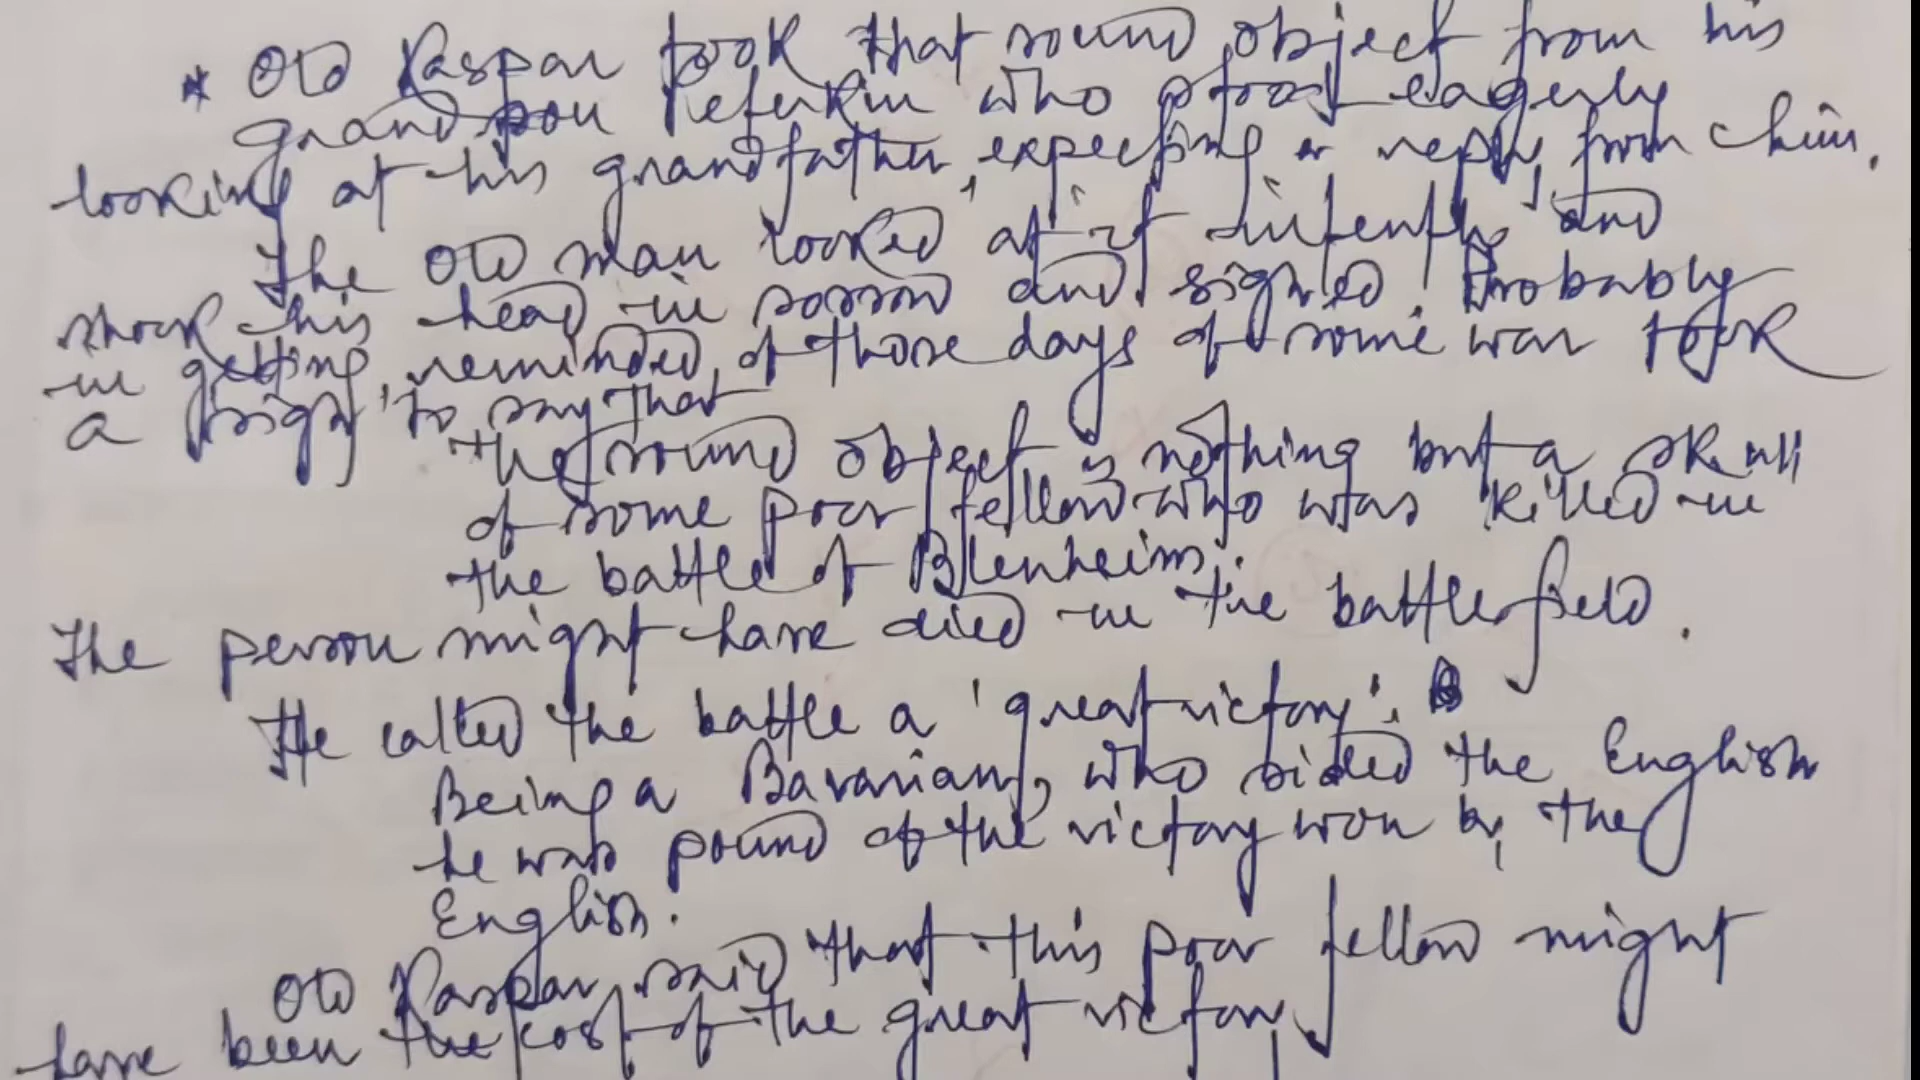 * Old Kaspar took that round object from his
grandson Peterkin who stood eagerly
looking at his grandfather, expecting a reply from him.
The old man looked at it intently and
shook his head in sorrow and sighed. Probably
in getting reminded of those days of some war took
a sigh to say that
the round object is nothing but a skull
of some poor fellow who was killed in
the battle of Blenheim.
The person might have died in the battlefield.
He called the battle a 'great victory'.
Being a Bavarian, who sided the English
he was pound of the victory won by the
English.
Old Kaspar said that this poor fellow might
have been the cost of the great victory